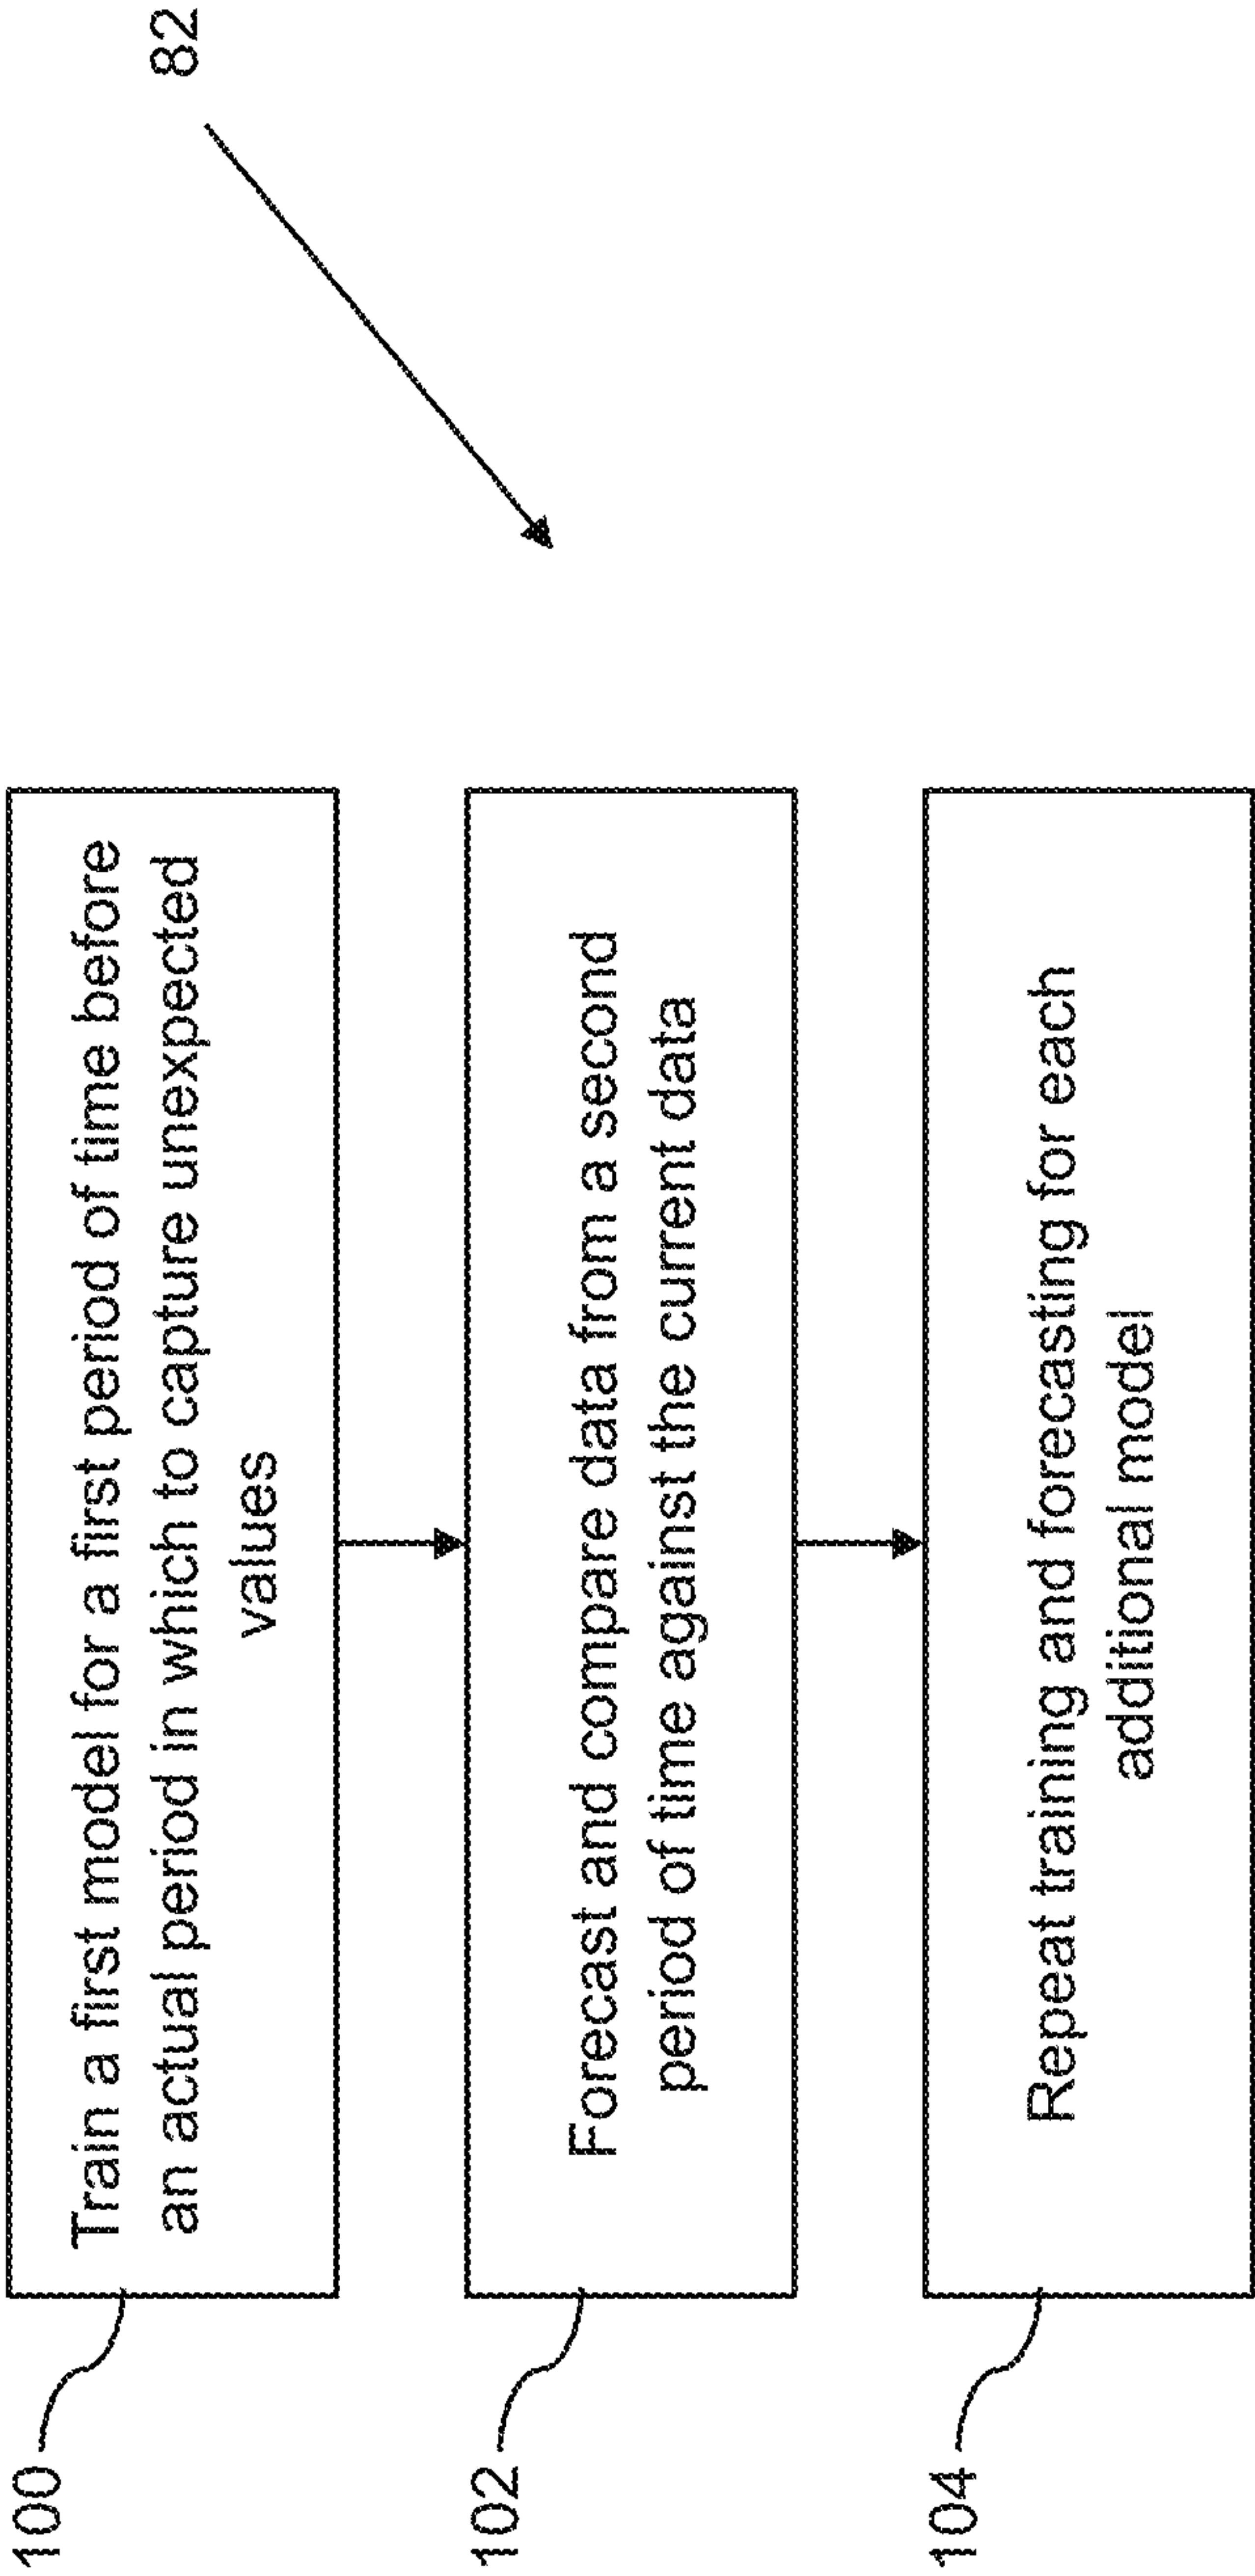 82
100
Train a first model for a first period of time before
an actual period in which to capture unexpected
values
102
Forecast and compare data from a second
period of time against the current data
104
Repeat training and forecasting for each
additional model